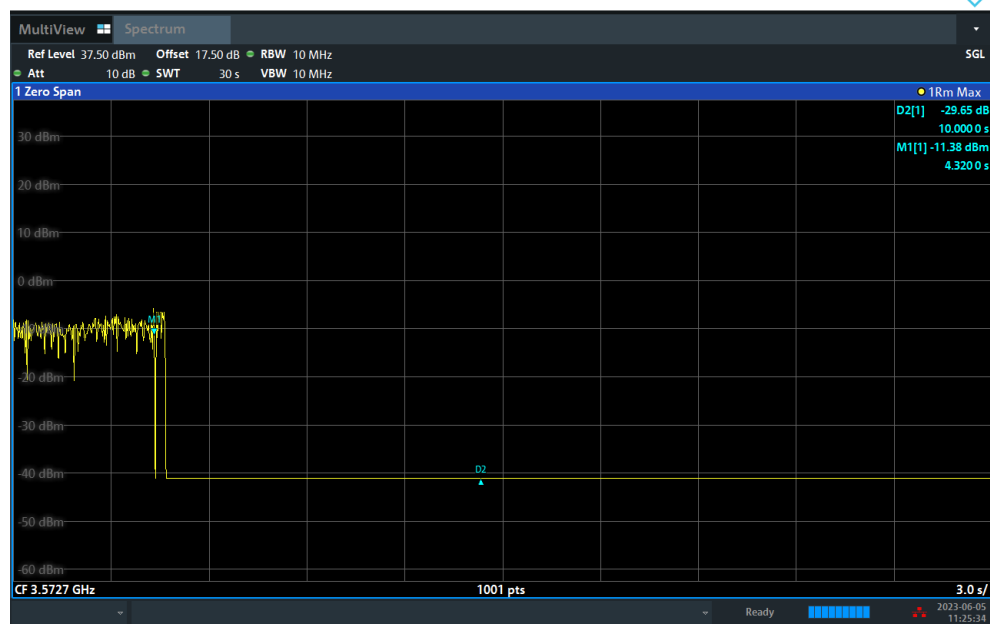 MultiView Spectrum
Ref Level 37.50 dBm Offset 17.50 dB RBW 10 MHz SGL
Att 10 dB SWT 30 s VBW 10 MHz
1 Zero Span 1Rm Max
D2[1] -29.65 dB
10.000 0 s
M1[1] -11.38 dBm
4.320 0 s
30 dBm
20 dBm
10 dBm
0 dBm
M1
-20 dBm
-30 dBm
-40 dBm
D2
-50 dBm
-60 dBm
CF 3.5727 GHz 1001 pts 3.0 s/
Ready 2023-06-05
11:25:34